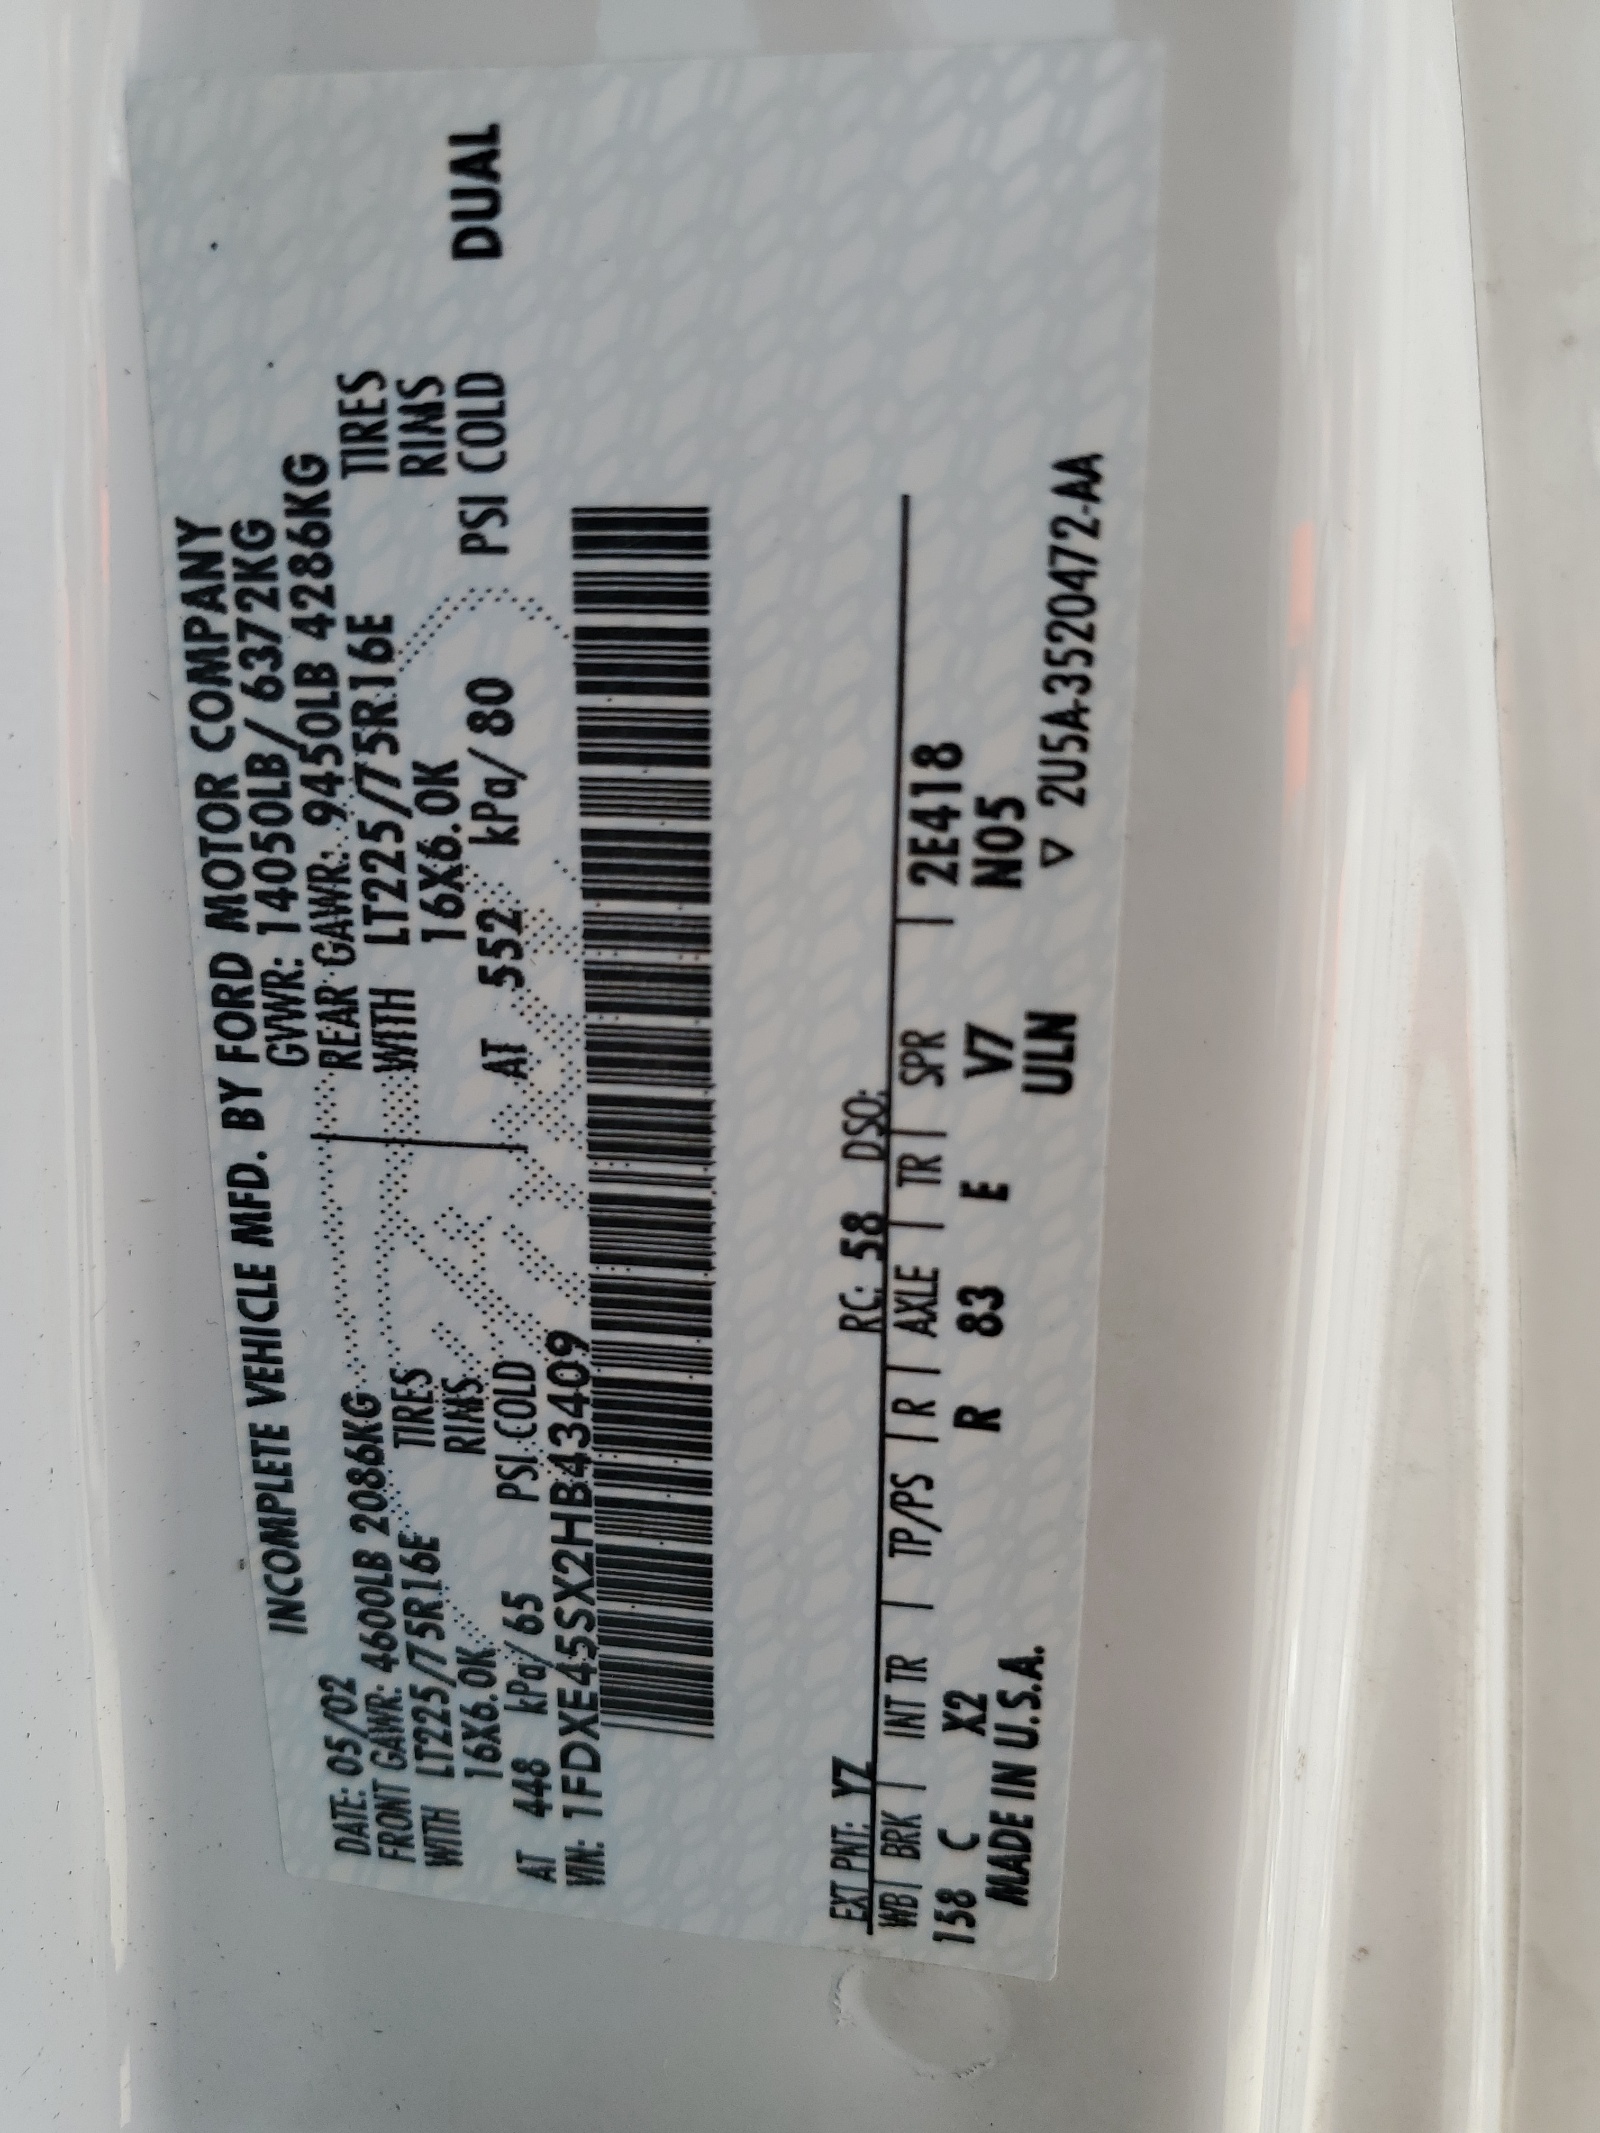 INCOMPLETE VEHICLE MFD. BY FORD MOTOR COMPANY
DATE: 05/02 GVWR: 14050LB/ 6372KG
FRONT GAWR: 4600LB 2086KG REAR GAWR: 9450LB 4286KG
WITH LT225/75R16E TIRES WITH LT225/75R16E TIRES
16X6.0K RIMS 16X6.0K RIMS
AT 448 kPa/ 65 PSI COLD AT 552 kPa/ 80 PSI COLD DUAL
VIN: 1FDXE45SX2HB43409
EXT PNT: YZ RC: 58 DSO:
WB | BRK | INT TR | TP/PS | R | AXLE | TR | SPR |
158 C X2 R 83 E V7 2E418
N05
MADE IN U.S.A. ULN ▽ 2U5A-3520472-AA